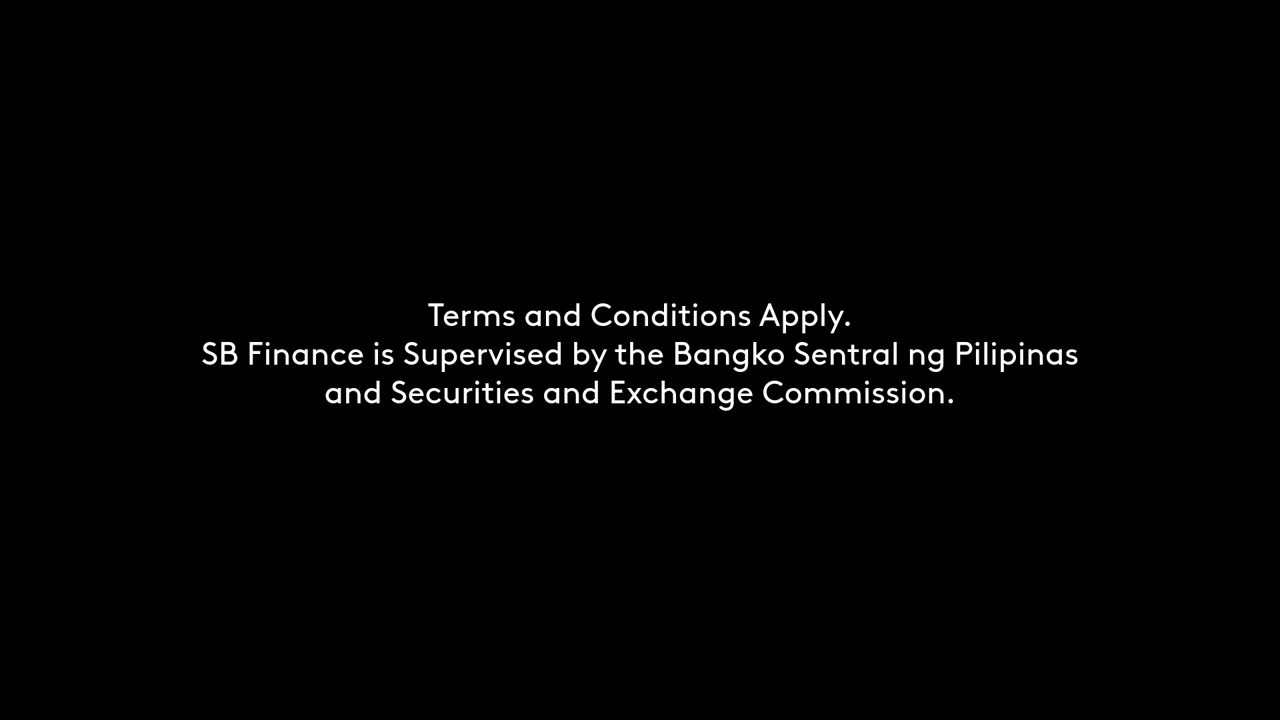 Terms and Conditions Apply.
SB Finance is Supervised by the Bangko Sentral ng Pilipinas
and Securities and Exchange Commission.